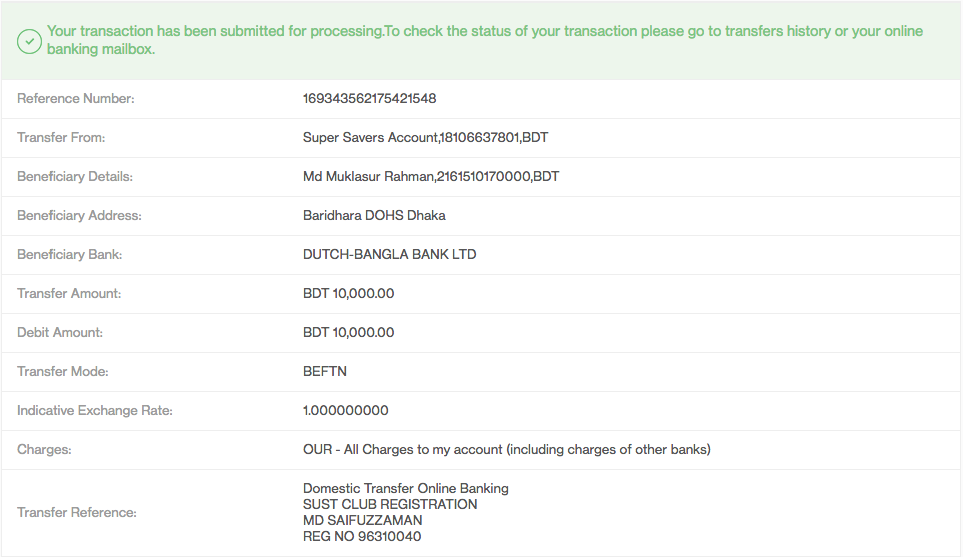 Your transaction has been submitted for processing.To check the status of your transaction please go to transfers history or your online
banking mailbox.
Reference Number: 169343562175421548
Transfer From: Super Savers Account,18106637801,BDT
Beneficiary Details: Md Muklasur Rahman,2161510170000,BDT
Beneficiary Address: Baridhara DOHS Dhaka
Beneficiary Bank: DUTCH-BANGLA BANK LTD
Transfer Amount: BDT 10,000.00
Debit Amount: BDT 10,000.00
Transfer Mode: BEFTN
Indicative Exchange Rate: 1.000000000
Charges: OUR - All Charges to my account (including charges of other banks)
Transfer Reference: Domestic Transfer Online Banking
SUST CLUB REGISTRATION
MD SAIFUZZAMAN
REG NO 96310040